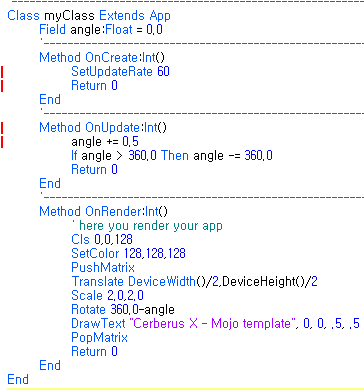 '------------------------------------------
Class myClass Extends App
Field angle:Float = 0.0
'------------------------------------------
Method OnCreate:Int()
SetUpdateRate 60
Return 0
End
'------------------------------------------
Method OnUpdate:Int()
angle += 0.5
If angle > 360.0 Then angle -= 360.0
Return 0
End
'------------------------------------------
Method OnRender:Int()
' here you render your app
Cls 0,0,128
SetColor 128,128,128
PushMatrix
Translate DeviceWidth()/2,DeviceHeight()/2
Scale 2.0,2.0
Rotate 360.0-angle
DrawText "Cerberus X - Mojo template", 0, 0, .5, .5
PopMatrix
Return 0
End
End